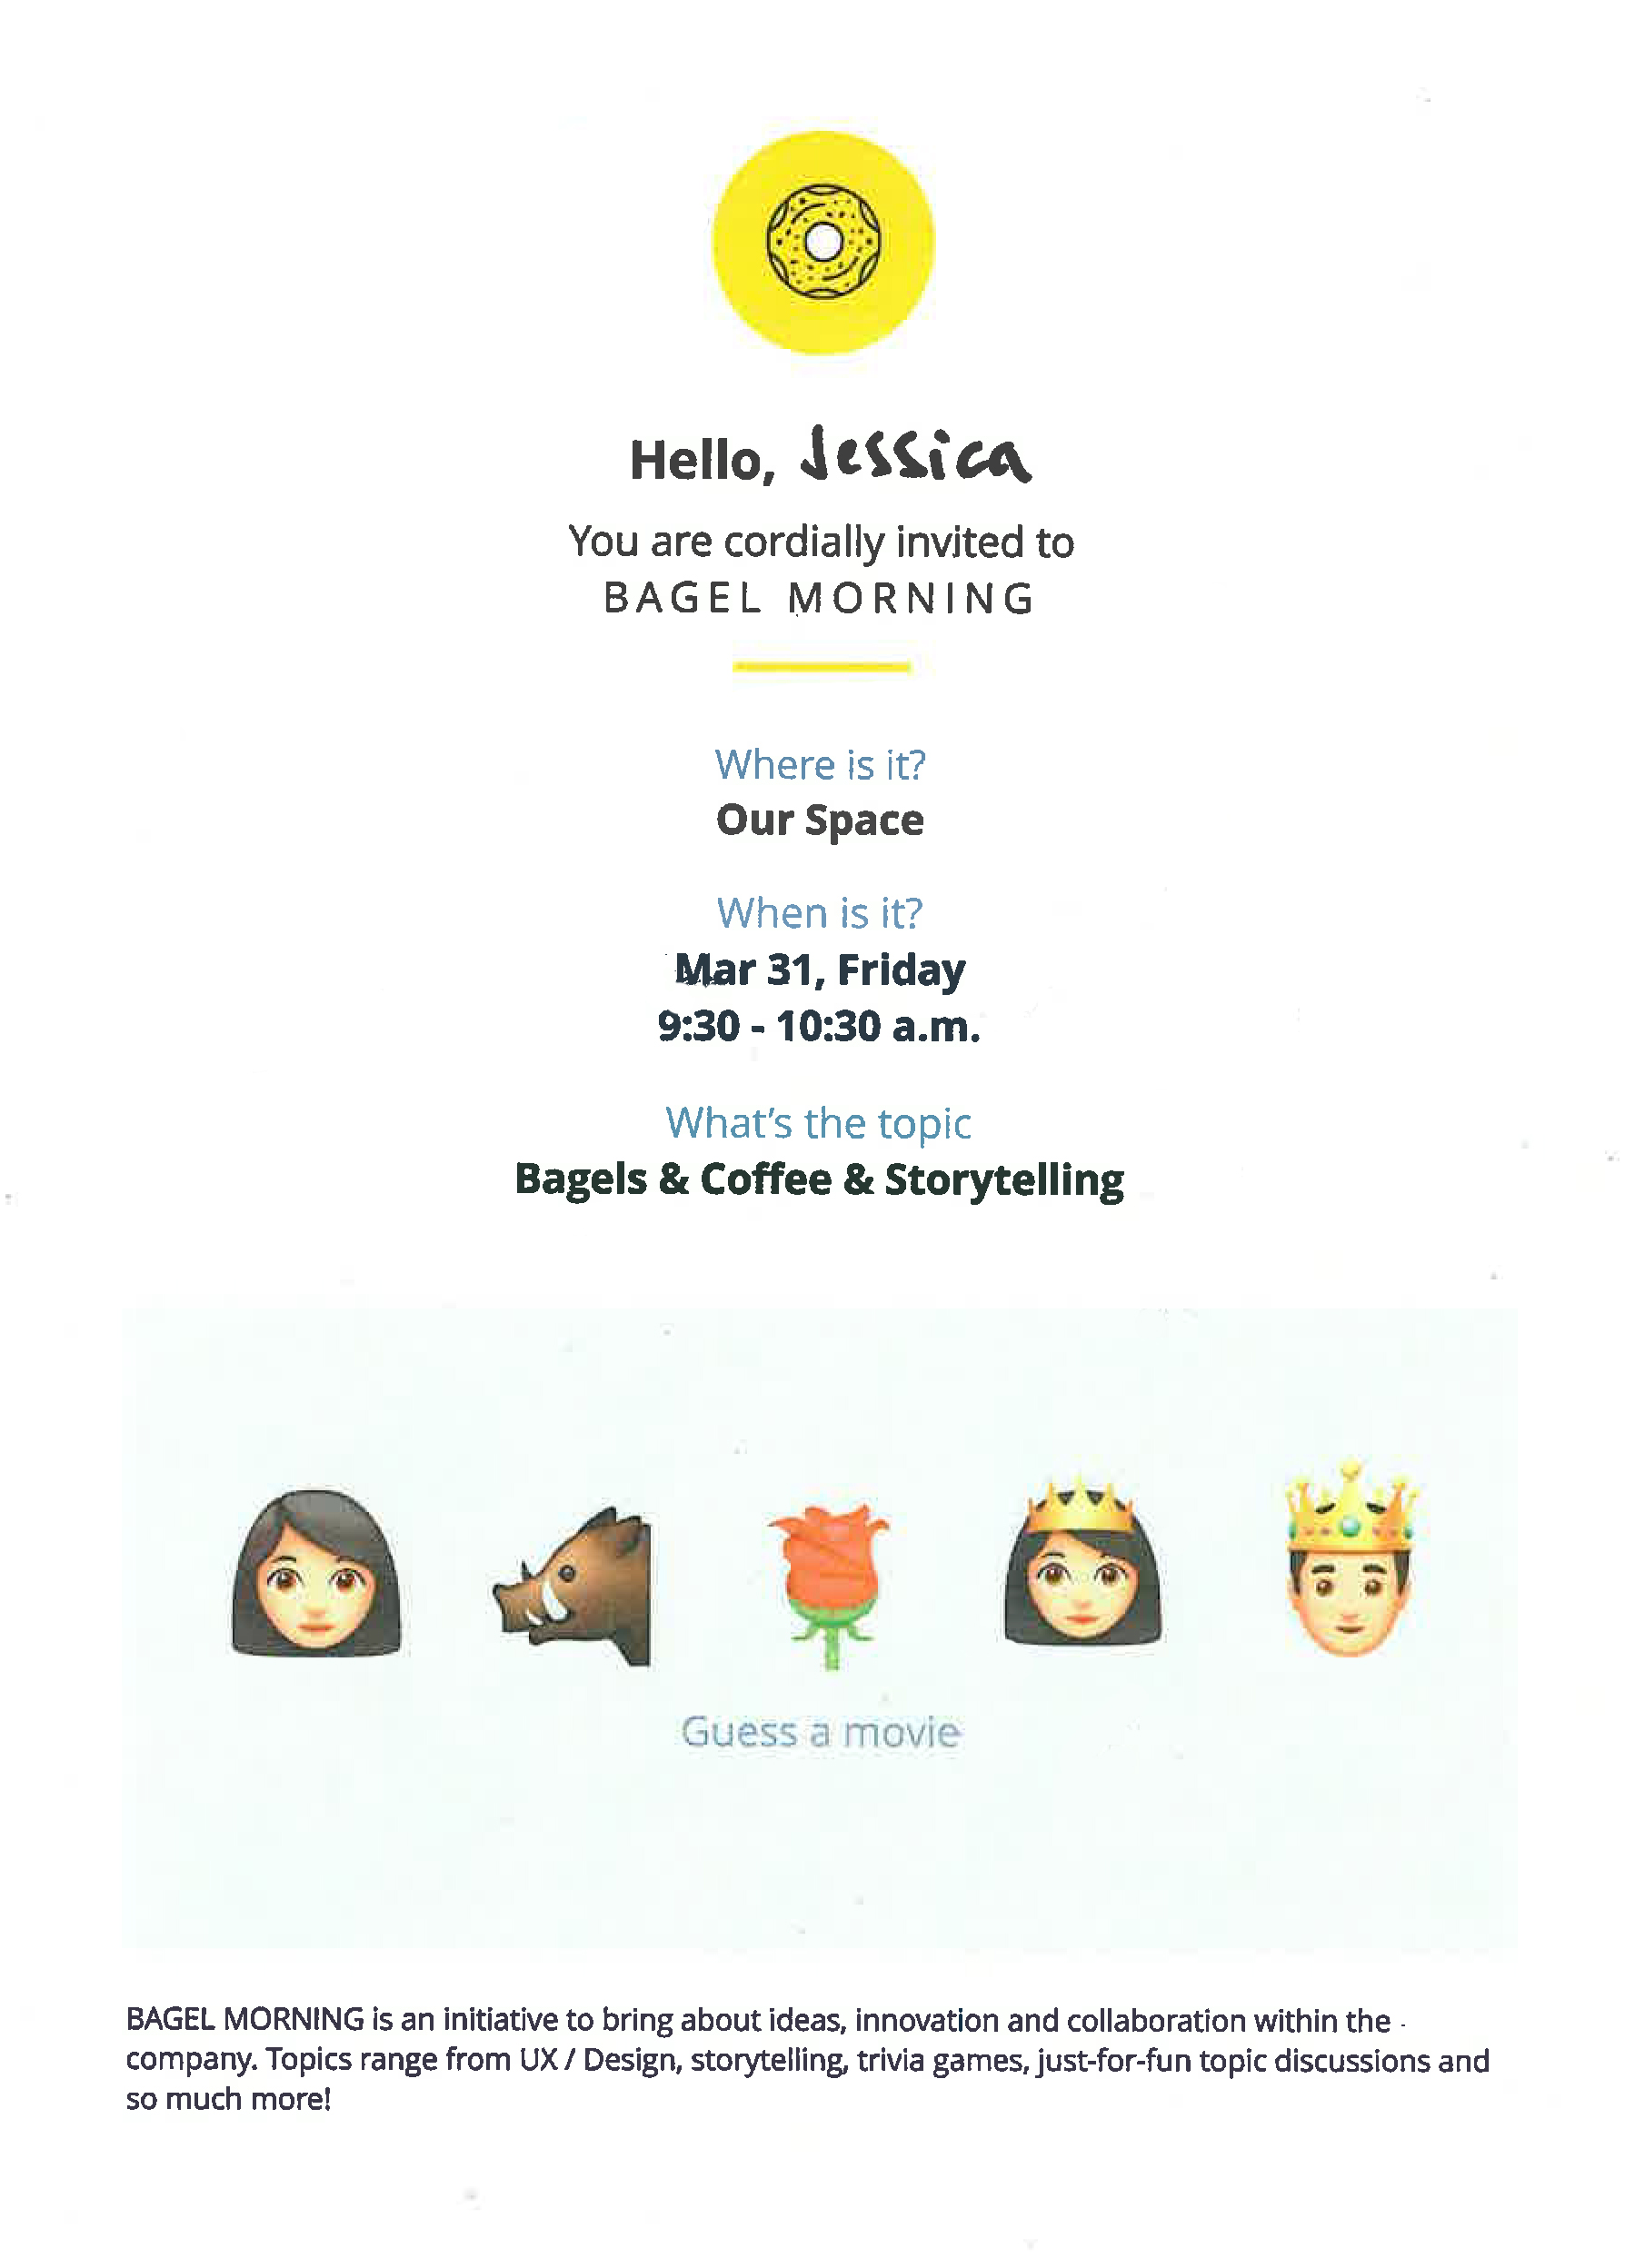 Hello, Jessica
You are cordially invited to
BAGEL MORNING
Where is it?
Our Space
When is it?
Mar 31, Friday
9:30 - 10:30 a.m.
What's the topic
Bagels & Coffee & Storytelling
Guess a movie
BAGEL MORNING is an initiative to bring about ideas, innovation and collaboration within the
company. Topics range from UX / Design, storytelling, trivia games, just-for-fun topic discussions and
so much more!